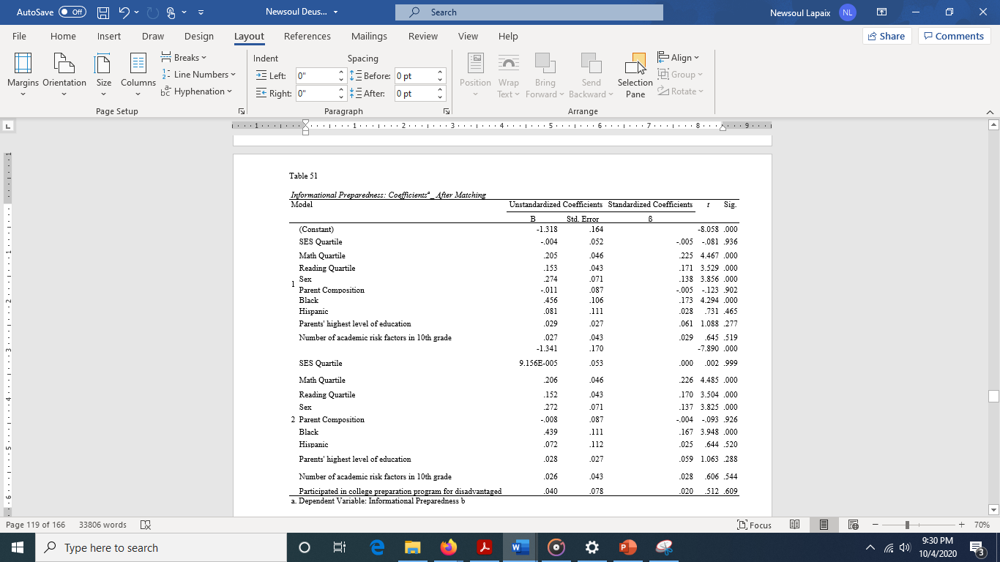 AutoSave Off Newsoul Deus... Search Newsoul Lapaix NL
File Home Insert Draw Design Layout References Mailings Review View Help Share Comments
Margins Orientation Size Columns Breaks Line Numbers Hyphenation
Indent Spacing
Left: 0" Before: 0 pt
Right: 0" After: 0 pt
Position Wrap Text Bring Forward Send Backward Selection Pane Align Group Rotate
Page Setup Paragraph Arrange
1 1 2 3 4 5 6 7 8 9
Table 51
Informational Preparedness: Coefficientsa_ After Matching
Model Unstandardized Coefficients Standardized Coefficients t Sig.
B Std. Error ß
(Constant) -1.318 .164 -8.058 .000
SES Quartile -.004 .052 -.005 -.081 .936
Math Quartile .205 .046 .225 4.467 .000
Reading Quartile .153 .043 .171 3.529 .000
Sex .274 .071 .138 3.856 .000
1
Parent Composition -.011 .087 -.005 -.123 .902
Black .456 .106 .173 4.294 .000
Hispanic .081 .111 .028 .731 .465
Parents' highest level of education .029 .027 .061 1.088 .277
Number of academic risk factors in 10th grade .027 .043 .029 .645 .519
-1.341 .170 -7.890 .000
SES Quartile 9.156E-005 .053 .000 .002 .999
Math Quartile .206 .046 .226 4.485 .000
Reading Quartile .152 .043 .170 3.504 .000
Sex .272 .071 .137 3.825 .000
2 Parent Composition -.008 .087 -.004 -.093 .926
Black .439 .111 .167 3.948 .000
Hispanic .072 .112 .025 .644 .520
Parents' highest level of education .028 .027 .059 1.063 .288
Number of academic risk factors in 10th grade .026 .043 .028 .606 .544
Participated in college preparation program for disadvantaged .040 .078 .020 .512 .609
a. Dependent Variable: Informational Preparedness b
Page 119 of 166 33806 words Focus 70%
Type here to search 9:30 PM
10/4/2020 3